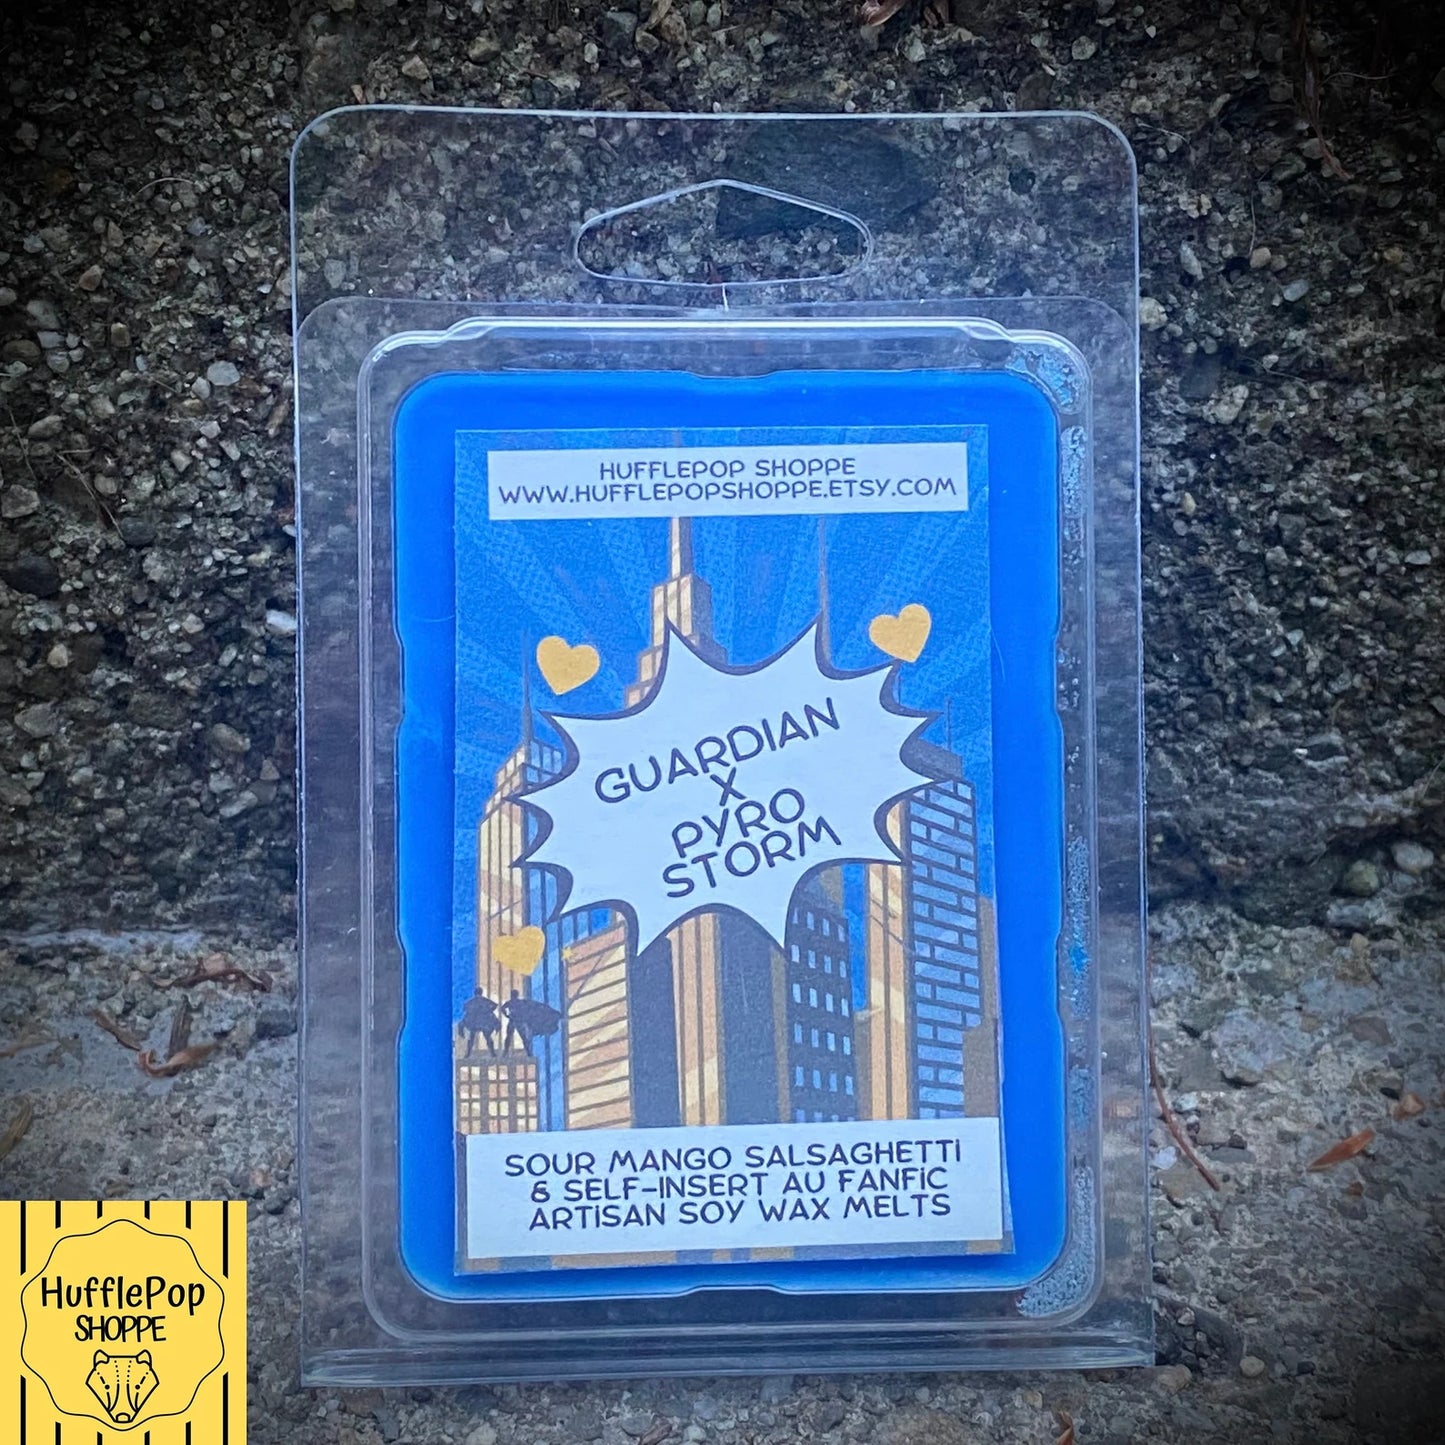 HUFFLEPOP SHOPPE
WWW.HUFFLEPOPSHOPPE.ETSY.COM
GUARDIAN
X
PYRO
STORM
SOUR MANGO SALSAGHETTI
& SELF-INSERT AU FANFIC
ARTISAN SOY WAX MELTS
HufflePop
SHOPPE